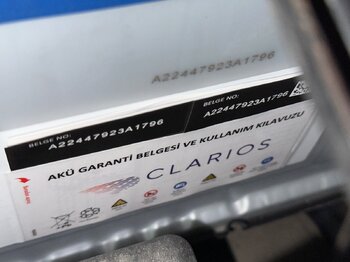 A22447923A1796
BELGE NO: A22447923A1796
BELGE NO: A22447923A1796
AKÜ GARANTİ BELGESİ VE KULLANIM KILAVUZU
CLARIOS